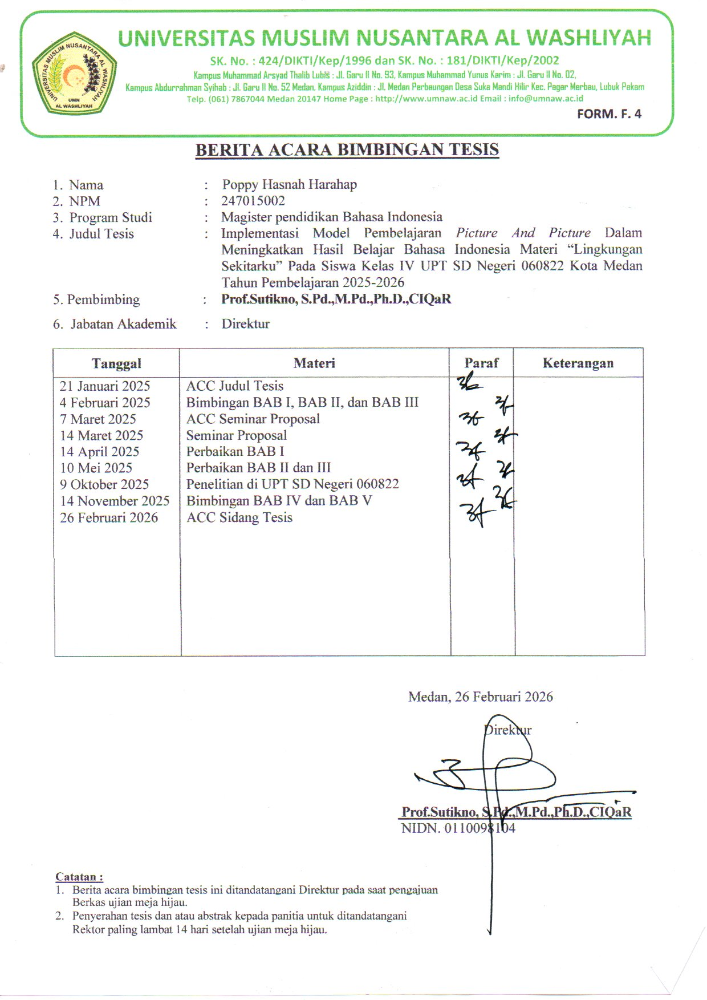 UNIVERSITAS MUSLIM NUSANTARA AL WASHLIYAH
UMN
AL WASHLIYAH
UNIVERSITAS MUSLIM NUSANTARA AL WASHLIYAH
SK. No. : 424/DIKTI/Kep/1996 dan SK. No. : 181/DIKTI/Kep/2002
Kampus Muhammad Arsyad Thalib Lubis : Jl. Garu II No. 93, Kampus Muhammad Yunus Karim : Jl. Garu II No. 02,
Kampus Abdurrahman Syihab : Jl. Garu II No. 52 Medan, Kampus Aziddin : Jl. Medan Perbaungan Desa Suka Mandi Hilir Kec. Pagar Merbau, Lubuk Pakam
Telp. (061) 7867044 Medan 20147 Home Page : http://www.umnaw.ac.id Email : info@umnaw.ac.id
FORM. F. 4
BERITA ACARA BIMBINGAN TESIS
1. Nama : Poppy Hasnah Harahap
2. NPM : 247015002
3. Program Studi : Magister pendidikan Bahasa Indonesia
4. Judul Tesis : Implementasi Model Pembelajaran Picture And Picture Dalam
Meningkatkan Hasil Belajar Bahasa Indonesia Materi “Lingkungan
Sekitarku” Pada Siswa Kelas IV UPT SD Negeri 060822 Kota Medan
Tahun Pembelajaran 2025-2026
5. Pembimbing : Prof.Sutikno, S.Pd.,M.Pd.,Ph.D.,CIQaR
6. Jabatan Akademik : Direktur
Tanggal Materi Paraf Keterangan
21 Januari 2025 ACC Judul Tesis
4 Februari 2025 Bimbingan BAB I, BAB II, dan BAB III
7 Maret 2025 ACC Seminar Proposal
14 Maret 2025 Seminar Proposal
14 April 2025 Perbaikan BAB I
10 Mei 2025 Perbaikan BAB II dan III
9 Oktober 2025 Penelitian di UPT SD Negeri 060822
14 November 2025 Bimbingan BAB IV dan BAB V
26 Februari 2026 ACC Sidang Tesis
Medan, 26 Februari 2026
Direktur
Prof.Sutikno, S.Pd.,M.Pd.,Ph.D.,CIQaR
NIDN. 0110098104
Catatan :
1. Berita acara bimbingan tesis ini ditandatangani Direktur pada saat pengajuan
Berkas ujian meja hijau.
2. Penyerahan tesis dan atau abstrak kepada panitia untuk ditandatangani
Rektor paling lambat 14 hari setelah ujian meja hijau.